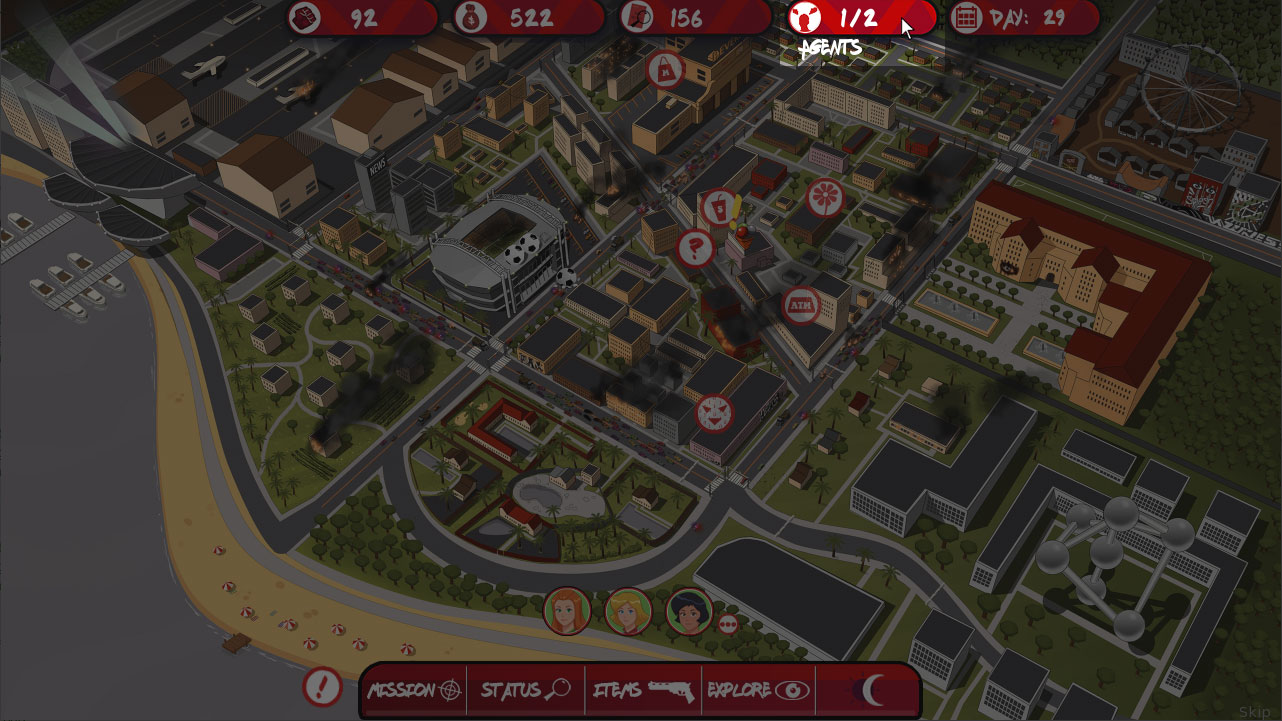 92
522
156
1/2
DAY: 29
AGENTS
NEWS
ATM
MISSION
STATUS
ITEMS
EXPLORE
Skip